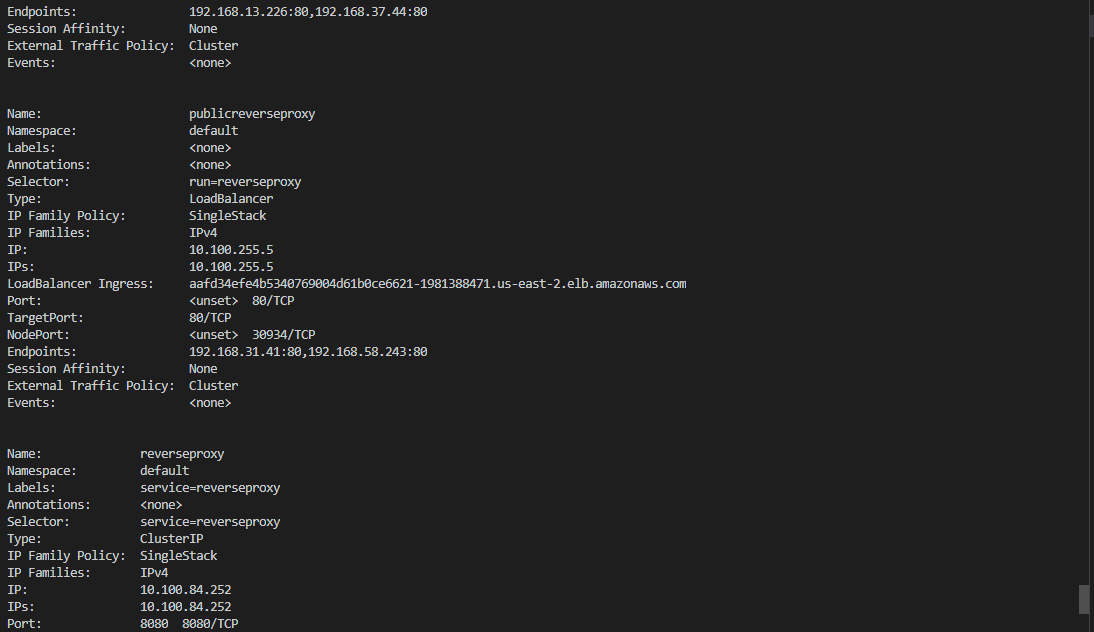 Endpoints:                192.168.13.226:80,192.168.37.44:80
Session Affinity:         None
External Traffic Policy:  Cluster
Events:                   <none>
Name:                     publicreverseproxy
Namespace:                default
Labels:                   <none>
Annotations:              <none>
Selector:                 run=reverseproxy
Type:                     LoadBalancer
IP Family Policy:         SingleStack
IP Families:              IPv4
IP:                       10.100.255.5
IPs:                      10.100.255.5
LoadBalancer Ingress:     aafd34efe4b5340769004d61b0ce6621-1981388471.us-east-2.elb.amazonaws.com
Port:                     <unset>  80/TCP
TargetPort:               80/TCP
NodePort:                 <unset>  30934/TCP
Endpoints:                192.168.31.41:80,192.168.58.243:80
Session Affinity:         None
External Traffic Policy:  Cluster
Events:                   <none>
Name:              reverseproxy
Namespace:         default
Labels:            service=reverseproxy
Annotations:       <none>
Selector:          service=reverseproxy
Type:              ClusterIP
IP Family Policy:  SingleStack
IP Families:       IPv4
IP:                10.100.84.252
IPs:               10.100.84.252
Port:              8080  8080/TCP